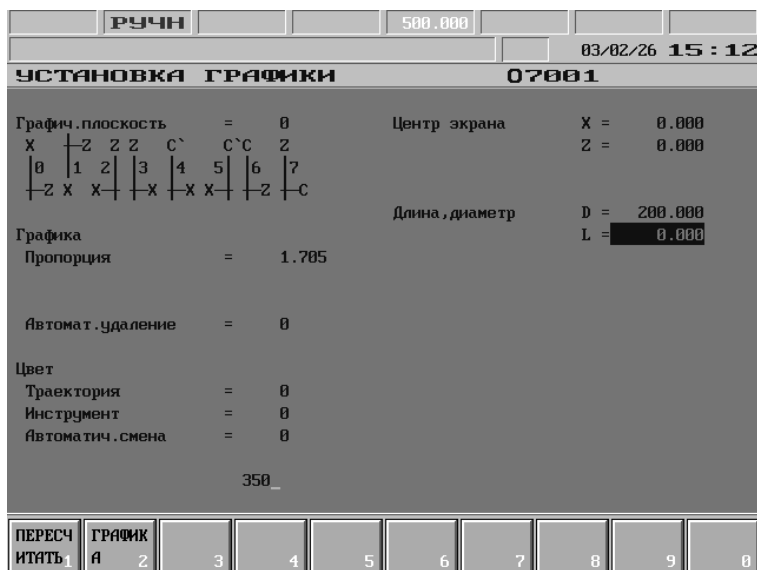 РУЧН 500.000
03/02/26 15:12
УСТАНОВКА ГРАФИКИ O7001
Графич.плоскость = 0 Центр экрана X = 0.000
X Z Z Z C` C`C Z Z = 0.000
0 1 2 3 4 5 6 7
Z X X X X X Z C
Длина,диаметр D = 200.000
Графика L = 0.000
Пропорция = 1.705
Автомат.удаление = 0
Цвет
Траектория = 0
Инструмент = 0
Автоматич.смена = 0
350_
ПЕРЕСЧ ГРАФИК
ИТАТЬ 1 А 2 3 4 5 6 7 8 9 0